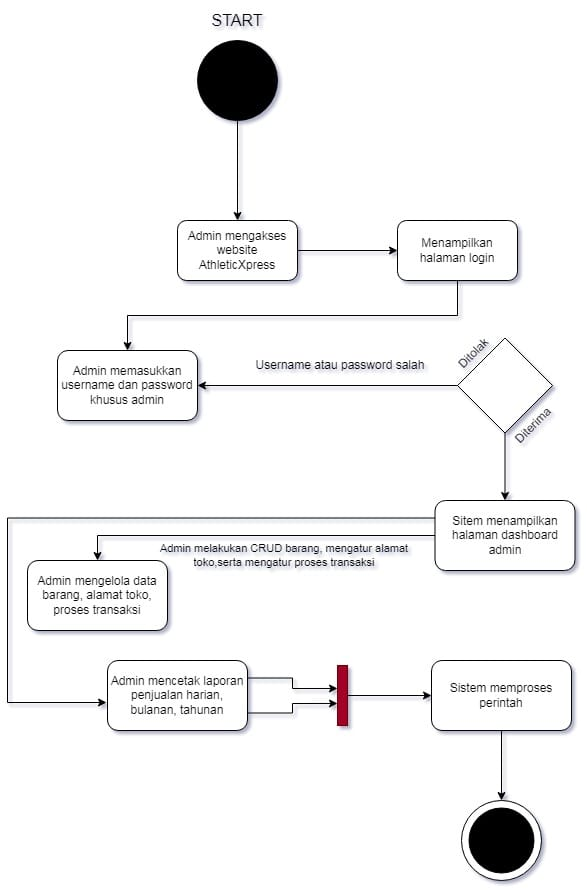 START
Admin mengakses
website
AthleticXpress
Menampilkan
halaman login
Admin memasukkan
username dan password
khusus admin
Username atau password salah
Ditolak
Diterima
Sitem menampilkan
halaman dashboard
admin
Admin melakukan CRUD barang, mengatur alamat
toko,serta mengatur proses transaksi
Admin mengelola data
barang, alamat toko,
proses transaksi
Admin mencetak laporan
penjualan harian,
bulanan, tahunan
Sistem memproses
perintah